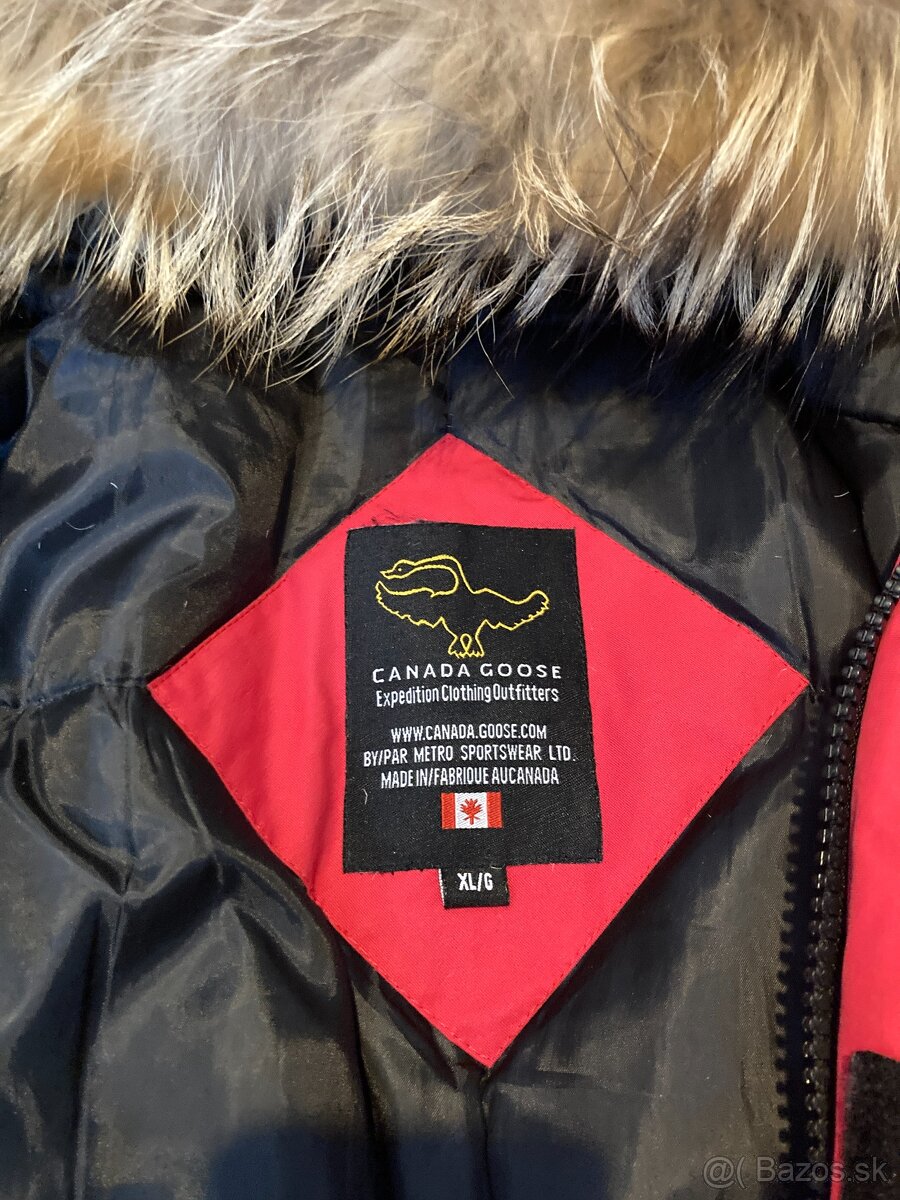 CANADA GOOSE
Expedition Clothing Outfitters
WWW.CANADA.GOOSE.COM
BY/PAR METRO SPORTSWEAR LTD.
MADE IN/FABRIQUE AUCANADA
XL/G
@( Bazos.sk